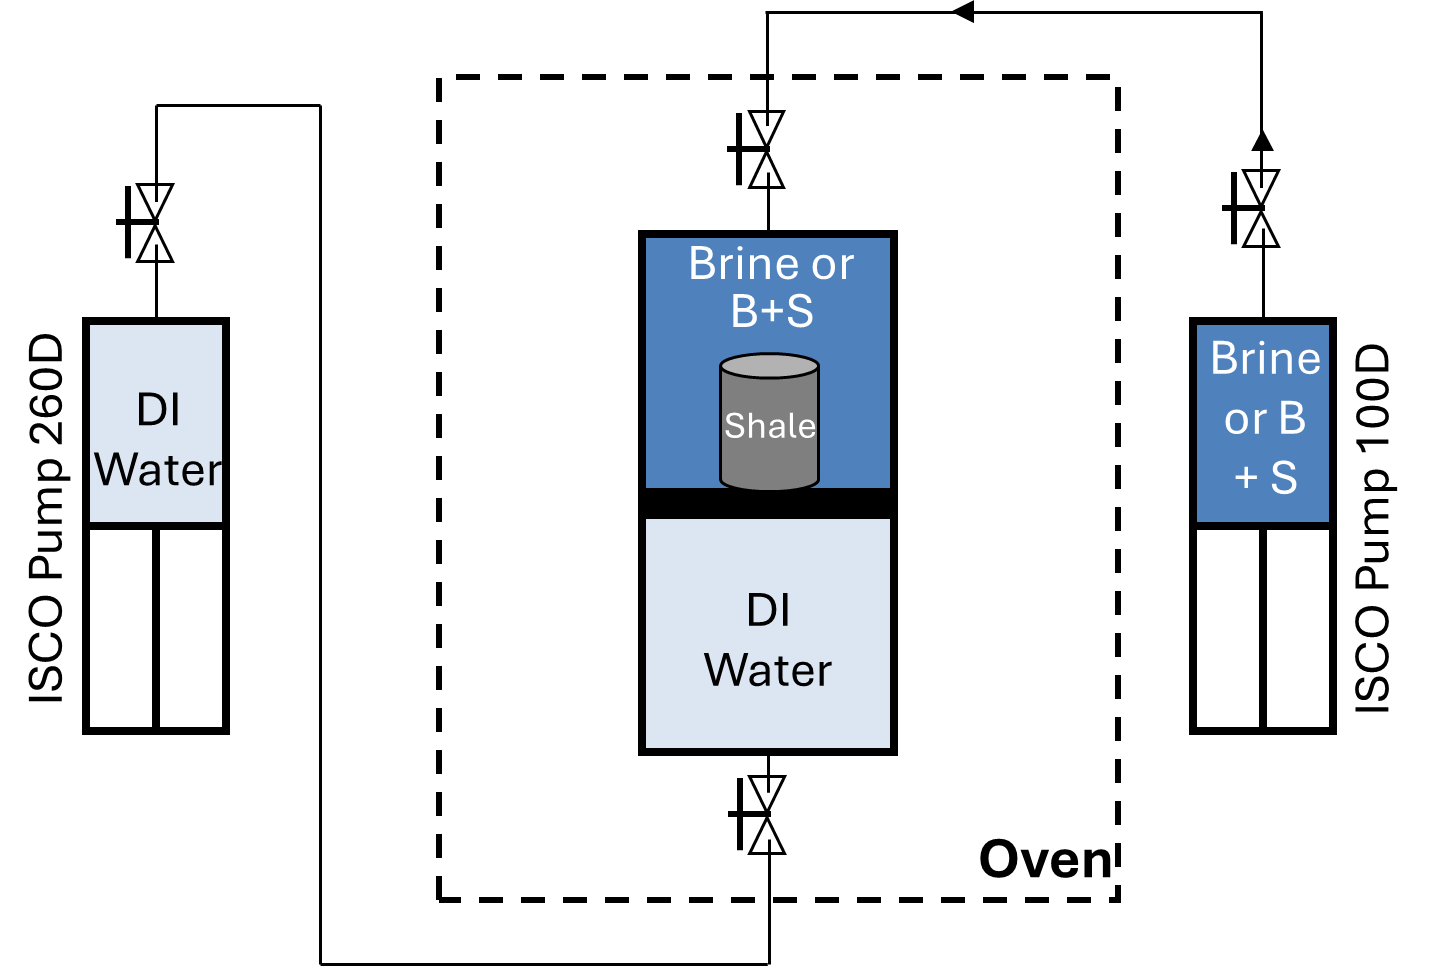 ISCO Pump 260D
DI
Water
Brine or
B+S
Shale
DI
Water
Oven
Brine
or B
+ S
ISCO Pump 100D